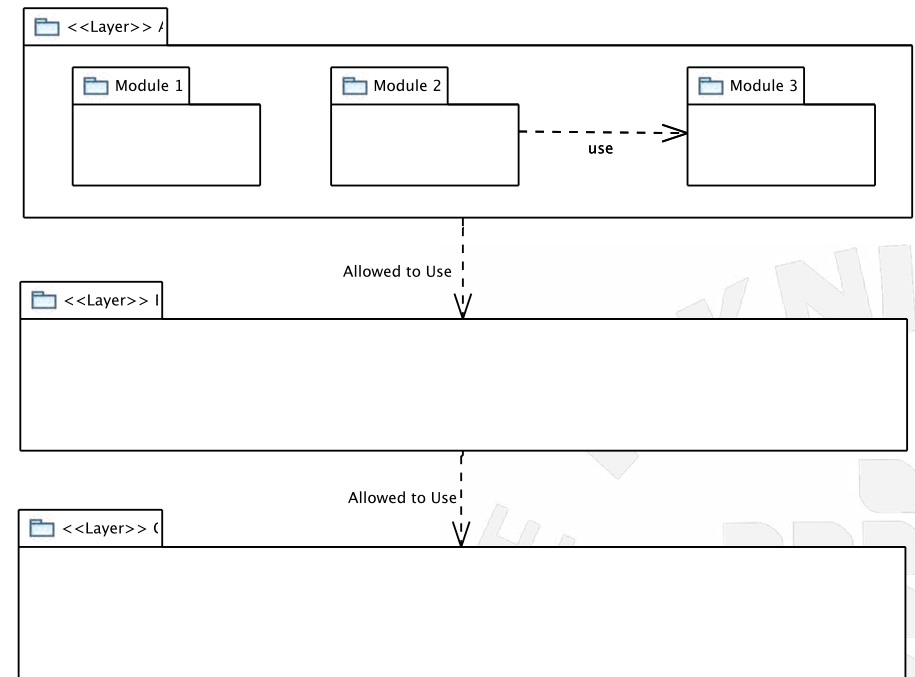 <<Layer>>
Module 1
Module 2
Module 3
use
Allowed to Use
<<Layer>>
Allowed to Use
<<Layer>>